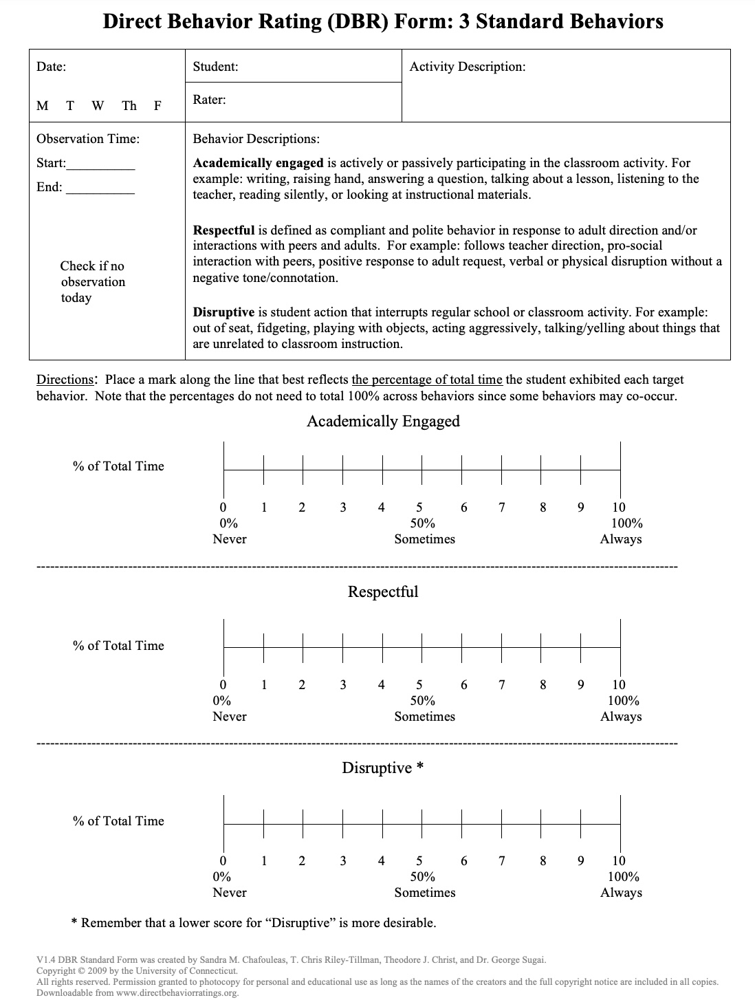 Direct Behavior Rating (DBR) Form: 3 Standard Behaviors
Date:
M T W Th F
Student:
Rater:
Activity Description:
Observation Time:
Start:__________
End: __________
Check if no
observation
today
Behavior Descriptions:
Academically engaged is actively or passively participating in the classroom activity. For
example: writing, raising hand, answering a question, talking about a lesson, listening to the
teacher, reading silently, or looking at instructional materials.
Respectful is defined as compliant and polite behavior in response to adult direction and/or
interactions with peers and adults.  For example: follows teacher direction, pro-social
interaction with peers, positive response to adult request, verbal or physical disruption without a
negative tone/connotation.
Disruptive is student action that interrupts regular school or classroom activity. For example:
out of seat, fidgeting, playing with objects, acting aggressively, talking/yelling about things that
are unrelated to classroom instruction.
Directions:  Place a mark along the line that best reflects the percentage of total time the student exhibited each target
behavior.  Note that the percentages do not need to total 100% across behaviors since some behaviors may co-occur.
Academically Engaged
% of Total Time
0 1 2 3 4 5 6 7 8 9 10
0% 50% 100%
Never Sometimes Always
Respectful
% of Total Time
0 1 2 3 4 5 6 7 8 9 10
0% 50% 100%
Never Sometimes Always
Disruptive *
% of Total Time
0 1 2 3 4 5 6 7 8 9 10
0% 50% 100%
Never Sometimes Always
* Remember that a lower score for “Disruptive” is more desirable.
V1.4 DBR Standard Form was created by Sandra M. Chafouleas, T. Chris Riley-Tillman, Theodore J. Christ, and Dr. George Sugai.
Copyright © 2009 by the University of Connecticut.
All rights reserved. Permission granted to photocopy for personal and educational use as long as the names of the creators and the full copyright notice are included in all copies.
Downloadable from www.directbehaviorratings.org.